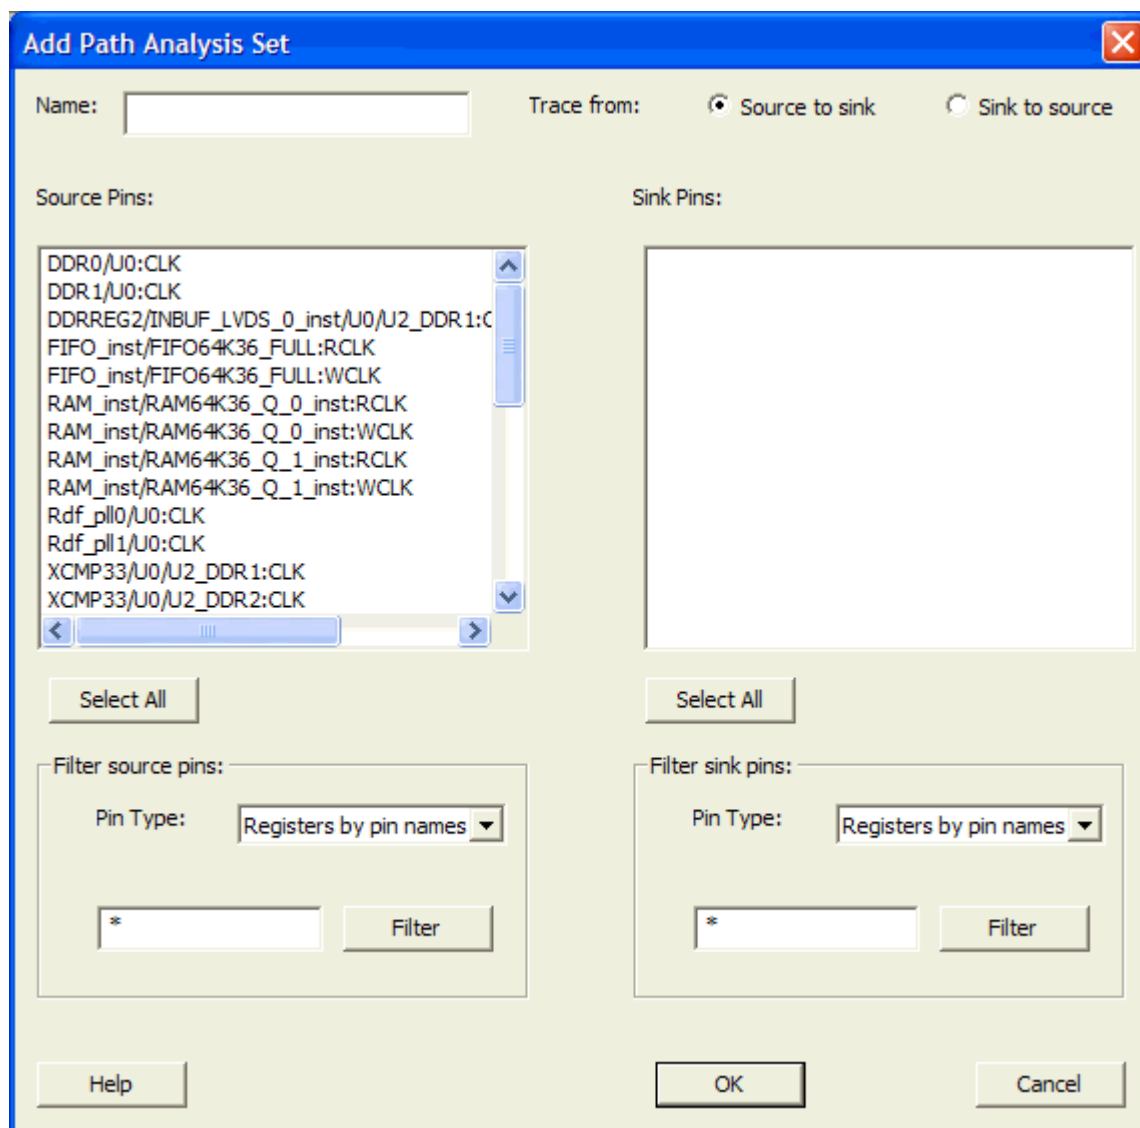 Add Path Analysis Set
Name:
Trace from:
Source to sink
Sink to source
Source Pins:
Sink Pins:
DDR0/U0:CLK
DDR1/U0:CLK
DDRREG2/INBUF_LVDS_0_inst/U0/U2_DDR1:C
FIFO_inst/FIFO64K36_FULL:RCLK
FIFO_inst/FIFO64K36_FULL:WCLK
RAM_inst/RAM64K36_Q_0_inst:RCLK
RAM_inst/RAM64K36_Q_0_inst:WCLK
RAM_inst/RAM64K36_Q_1_inst:RCLK
RAM_inst/RAM64K36_Q_1_inst:WCLK
Rdf_pll0/U0:CLK
Rdf_pll1/U0:CLK
XCMP33/U0/U2_DDR1:CLK
XCMP33/U0/U2_DDR2:CLK
Select All
Select All
Filter source pins:
Pin Type:
Registers by pin names
*
Filter
Filter sink pins:
Pin Type:
Registers by pin names
*
Filter
Help
OK
Cancel